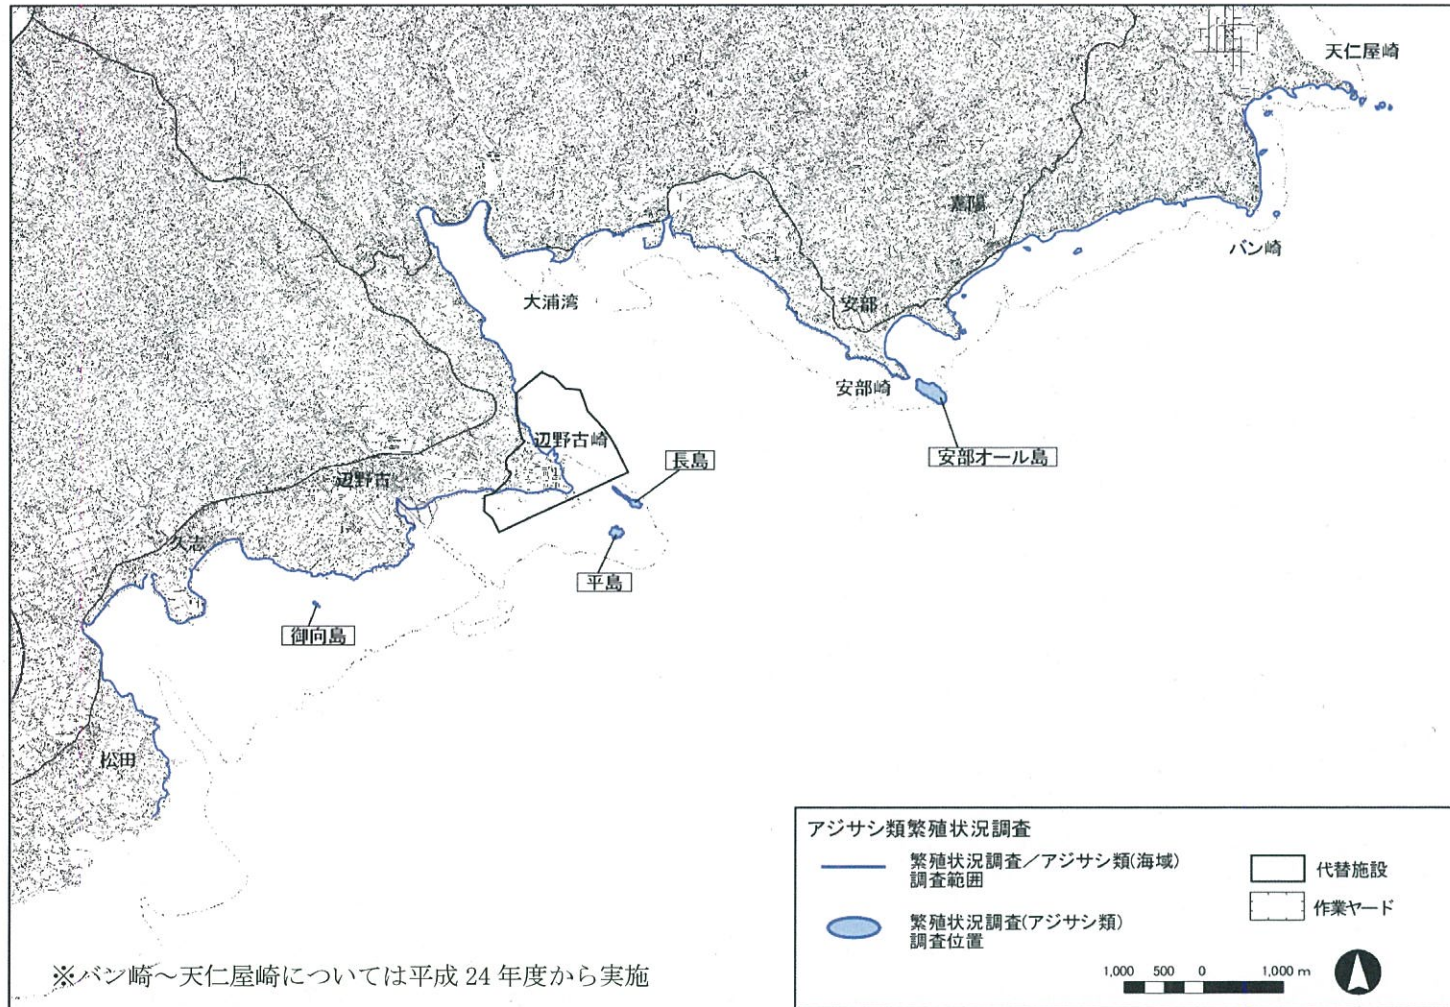 天仁屋崎
嘉陽
バン崎
大浦湾
安部
安部崎
辺野古崎
長島
安部オール島
辺野古
久志
平島
御向島
松田
アジサシ類繁殖状況調査
繁殖状況調査/アジサシ類(海域)
調査範囲
代替施設
作業ヤード
繁殖状況調査(アジサシ類)
調査位置
1,000 500 0 1,000 m
※バン崎～天仁屋崎については平成 24 年度から実施